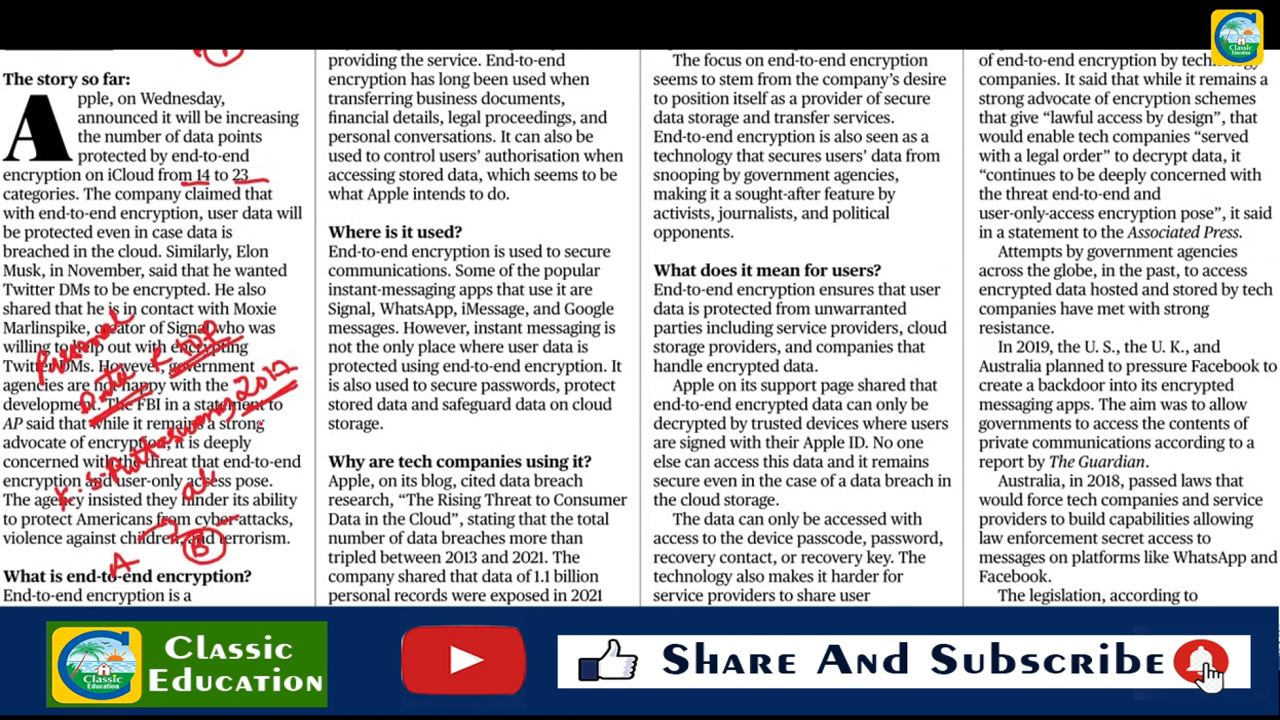 The story so far:
Apple, on Wednesday,
announced it will be increasing
the number of data points
protected by end-to-end
encryption on iCloud from 14 to 23
categories. The company claimed that
with end-to-end encryption, user data will
be protected even in case data is
breached in the cloud. Similarly, Elon
Musk, in November, said that he wanted
Twitter DMs to be encrypted. He also
shared that he is in contact with Moxie
Marlinspike, creator of Signal, who was
willing to help out with encrypting
Twitter DMs. However, government
agencies are not happy with the
development. The FBI in a statement to
AP said that while it remains a strong
advocate of encryption, it is deeply
concerned with the threat that end-to-end
encryption and user-only access pose.
The agency insisted they hinder its ability
to protect Americans from cyber-attacks,
violence against children, and terrorism.
What is end-to-end encryption?
End-to-end encryption is a
Personal
Data
K.S. Puttaswamy 2017
A
B
providing the service. End-to-end
encryption has long been used when
transferring business documents,
financial details, legal proceedings, and
personal conversations. It can also be
used to control users’ authorisation when
accessing stored data, which seems to be
what Apple intends to do.
Where is it used?
End-to-end encryption is used to secure
communications. Some of the popular
instant-messaging apps that use it are
Signal, WhatsApp, iMessage, and Google
messages. However, instant messaging is
not the only place where user data is
protected using end-to-end encryption. It
is also used to secure passwords, protect
stored data and safeguard data on cloud
storage.
Why are tech companies using it?
Apple, on its blog, cited data breach
research, “The Rising Threat to Consumer
Data in the Cloud”, stating that the total
number of data breaches more than
tripled between 2013 and 2021. The
company shared that data of 1.1 billion
personal records were exposed in 2021
The focus on end-to-end encryption
seems to stem from the company’s desire
to position itself as a provider of secure
data storage and transfer services.
End-to-end encryption is also seen as a
technology that secures users’ data from
snooping by government agencies,
making it a sought-after feature by
activists, journalists, and political
opponents.
What does it mean for users?
End-to-end encryption ensures that user
data is protected from unwarranted
parties including service providers, cloud
storage providers, and companies that
handle encrypted data.
Apple on its support page shared that
end-to-end encrypted data can only be
decrypted by trusted devices where users
are signed with their Apple ID. No one
else can access this data and it remains
secure even in the case of a data breach in
the cloud storage.
The data can only be accessed with
access to the device passcode, password,
recovery contact, or recovery key. The
technology also makes it harder for
service providers to share user
of end-to-end encryption by technology
companies. It said that while it remains a
strong advocate of encryption schemes
that give “lawful access by design”, that
would enable tech companies “served
with a legal order” to decrypt data, it
“continues to be deeply concerned with
the threat end-to-end and
user-only-access encryption pose”, it said
in a statement to the Associated Press.
Attempts by government agencies
across the globe, in the past, to access
encrypted data hosted and stored by tech
companies have met with strong
resistance.
In 2019, the U. S., the U. K., and
Australia planned to pressure Facebook to
create a backdoor into its encrypted
messaging apps. The aim was to allow
governments to access the contents of
private communications according to a
report by The Guardian.
Australia, in 2018, passed laws that
would force tech companies and service
providers to build capabilities allowing
law enforcement secret access to
messages on platforms like WhatsApp and
Facebook.
The legislation, according to
Classic
Education
Classic
Education
Classic
Education
Share And Subscribe